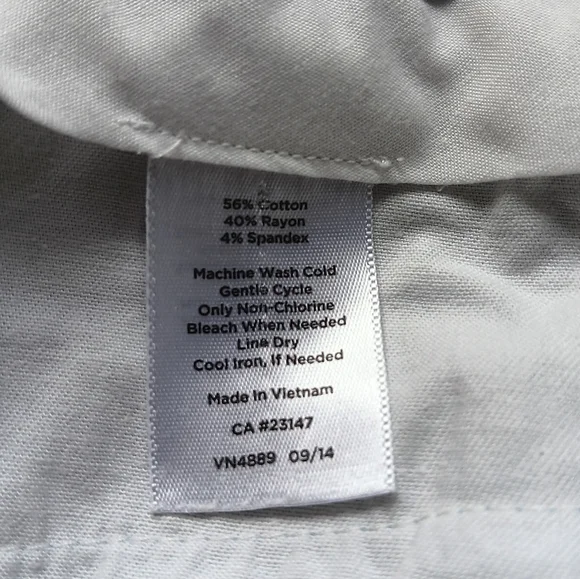 56% Cotton
40% Rayon
4% Spandex
Machine Wash Cold
Gentle Cycle
Only Non-Chlorine
Bleach When Needed
Line Dry
Cool Iron, If Needed
Made In Vietnam
CA #23147
VN4889 09/14